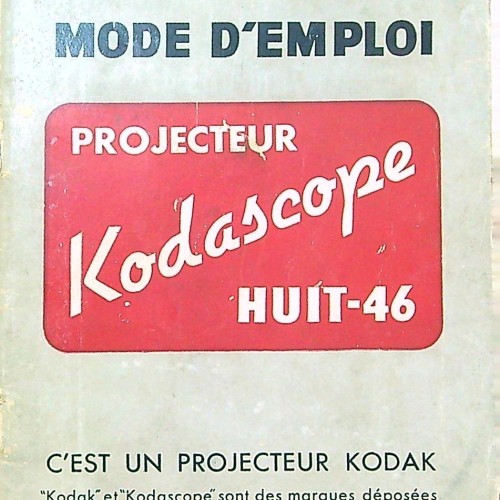 MODE D'EMPLOI
PROJECTEUR
Kodascope
HUIT-46
C'EST UN PROJECTEUR KODAK
"Kodak" et "Kodascope" sont des marques déposées